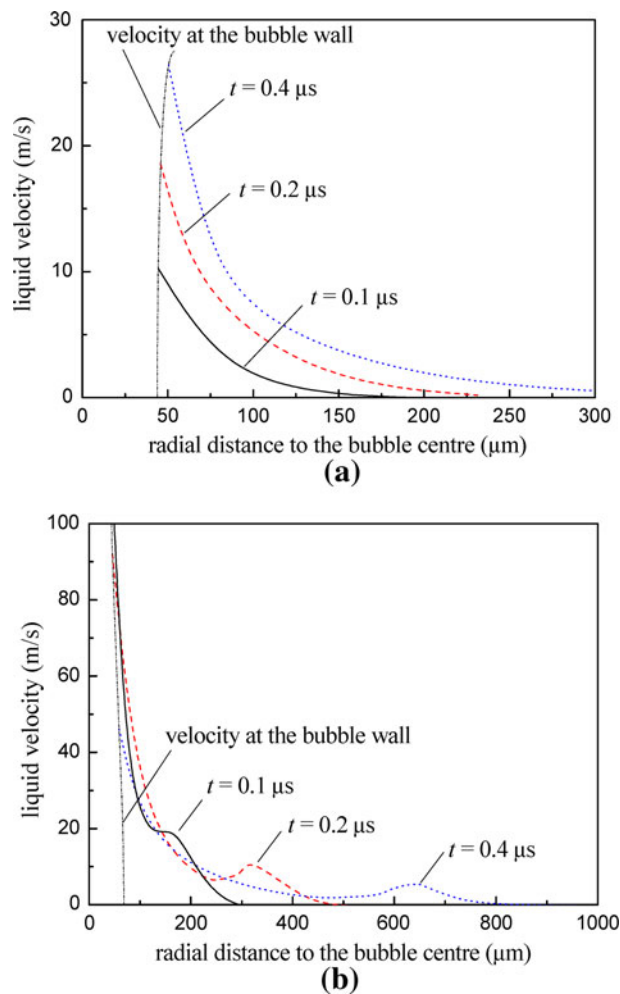 30
velocity at the bubble wall
t = 0.4 µs
20
t = 0.2 µs
liquid velocity (m/s)
10
t = 0.1 µs
0
0 50 100 150 200 250 300
radial distance to the bubble centre (µm)
(a)
100
80
60
velocity at the bubble wall
liquid velocity (m/s)
40
t = 0.1 µs
20
t = 0.2 µs
t = 0.4 µs
0
0 200 400 600 800 1000
radial distance to the bubble centre (µm)
(b)